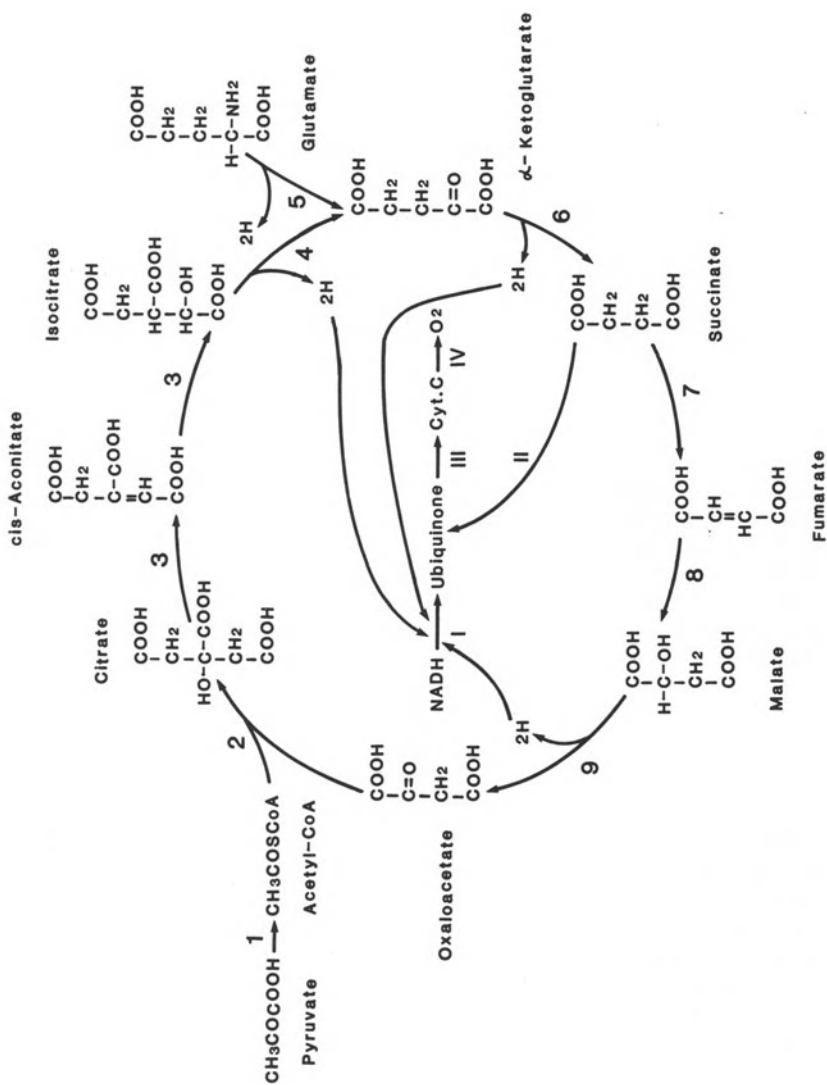 CH3COCOOH
Pyruvate
1
CH3COSCoA
Acetyl-CoA
2
Citrate
COOH
CH2
HO-C-COOH
CH2
COOH
3
cis-Aconitate
COOH
CH2
C-COOH
CH
COOH
3
Isocitrate
COOH
CH2
HC-COOH
HC-OH
COOH
4
2H
COOH
CH2
CH2
H-C-NH2
COOH
Glutamate
5
2H
COOH
CH2
CH2
C=O
COOH
α-Ketoglutarate
6
2H
COOH
CH2
CH2
COOH
Succinate
7
COOH
CH
HC
COOH
Fumarate
8
COOH
H-C-OH
CH2
COOH
Malate
9
2H
COOH
C=O
CH2
COOH
Oxaloacetate
NADH
I
Ubiquinone
II
III
Cyt.C
IV
O2